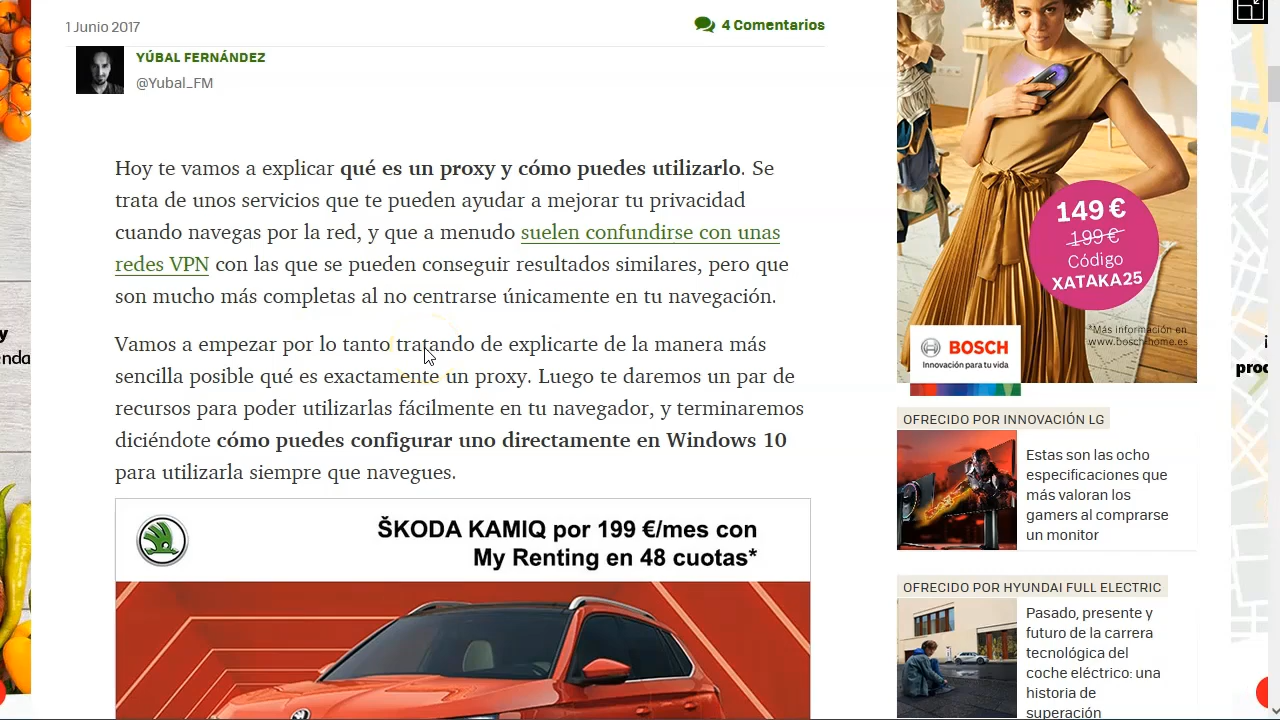 1 Junio 2017
4 Comentarios
YÚBAL FERNÁNDEZ
@Yubal_FM
Hoy te vamos a explicar qué es un proxy y cómo puedes utilizarlo. Se
trata de unos servicios que te pueden ayudar a mejorar tu privacidad
cuando navegas por la red, y que a menudo suelen confundirse con unas
redes VPN con las que se pueden conseguir resultados similares, pero que
son mucho más completas al no centrarse únicamente en tu navegación.
Vamos a empezar por lo tanto tratando de explicarte de la manera más
sencilla posible qué es exactamente un proxy. Luego te daremos un par de
recursos para poder utilizarlas fácilmente en tu navegador, y terminaremos
diciéndote cómo puedes configurar uno directamente en Windows 10
para utilizarla siempre que navegues.
ŠKODA KAMIQ por 199 €/mes con
My Renting en 48 cuotas*
149 €
199 €
Código
XATAKA25
*Más información en
www.bosch-home.es
BOSCH
Innovación para tu vida
OFRECIDO POR INNOVACIÓN LG
Estas son las ocho
especificaciones que
más valoran los
gamers al comprarse
un monitor
OFRECIDO POR HYUNDAI FULL ELECTRIC
Pasado, presente y
futuro de la carrera
tecnológica del
coche eléctrico: una
historia de
superación